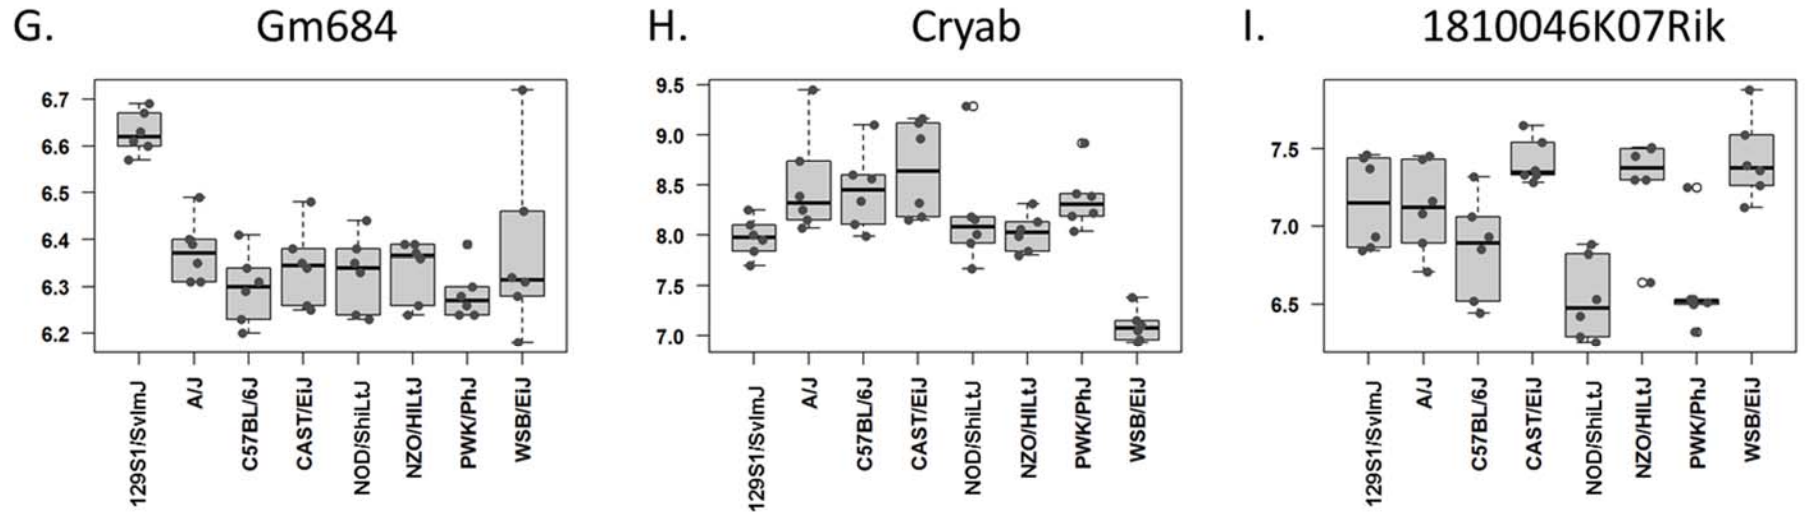 G. Gm684
6.7
6.6
6.5
6.4
6.3
6.2
129S1/SvImJ
A/J
C57BL/6J
CAST/EiJ
NOD/ShiLtJ
NZO/HILtJ
PWK/PhJ
WSB/EiJ
H. Cryab
9.5
9.0
8.5
8.0
7.5
7.0
129S1/SvImJ
A/J
C57BL/6J
CAST/EiJ
NOD/ShiLtJ
NZO/HILtJ
PWK/PhJ
WSB/EiJ
I. 1810046K07Rik
7.5
7.0
6.5
129S1/SvImJ
A/J
C57BL/6J
CAST/EiJ
NOD/ShiLtJ
NZO/HILtJ
PWK/PhJ
WSB/EiJ